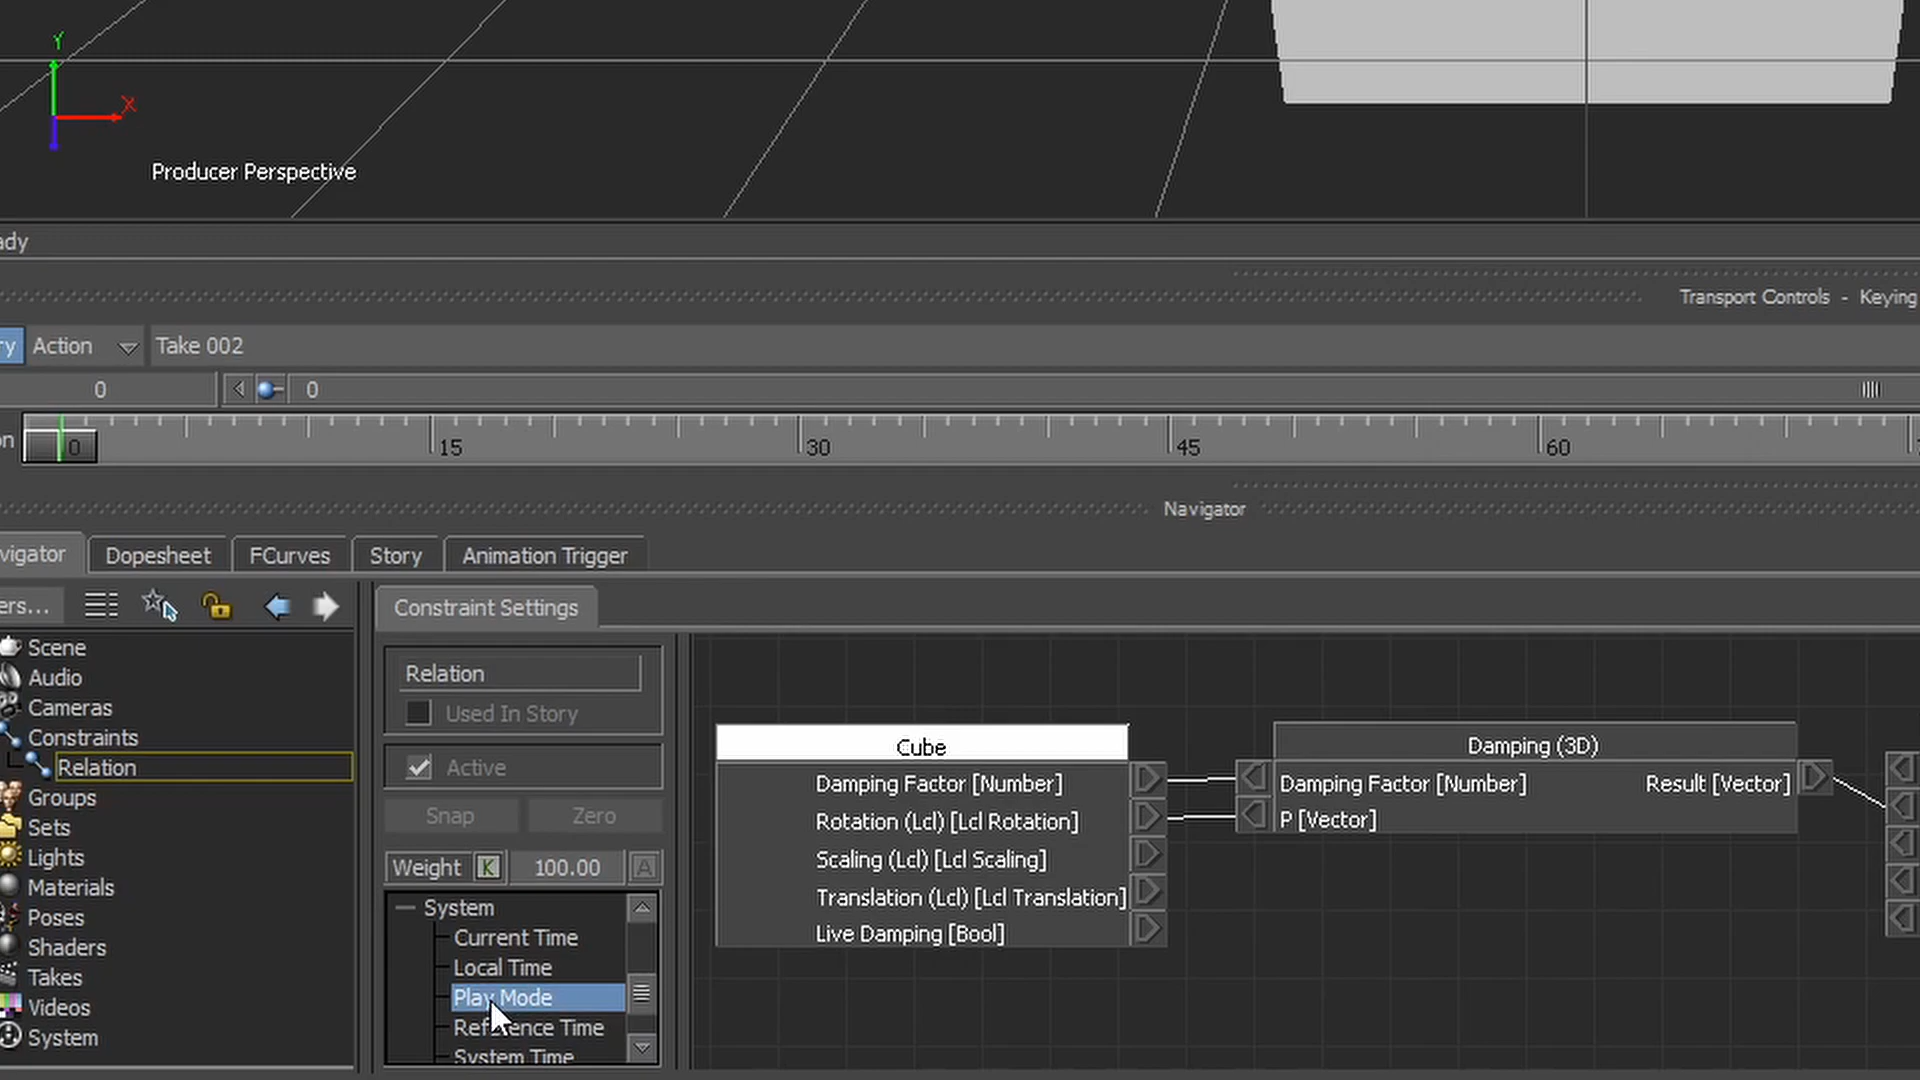 Y
X
Producer Perspective
ady
Transport Controls - Keying
ry Action Take 002
0 0
on 0 15 30 45 60
Navigator
vigator Dopesheet FCurves Story Animation Trigger
ers... Constraint Settings
Scene
Audio
Cameras
Constraints
Relation
Groups
Sets
Lights
Materials
Poses
Shaders
Takes
Videos
System
Relation
Used In Story
Active
Snap Zero
Weight K 100.00 A
System
Current Time
Local Time
Play Mode
Reference Time
System Time
Cube
Damping Factor [Number]
Rotation (Lcl) [Lcl Rotation]
Scaling (Lcl) [Lcl Scaling]
Translation (Lcl) [Lcl Translation]
Live Damping [Bool]
Damping (3D)
Damping Factor [Number] Result [Vector]
P [Vector]